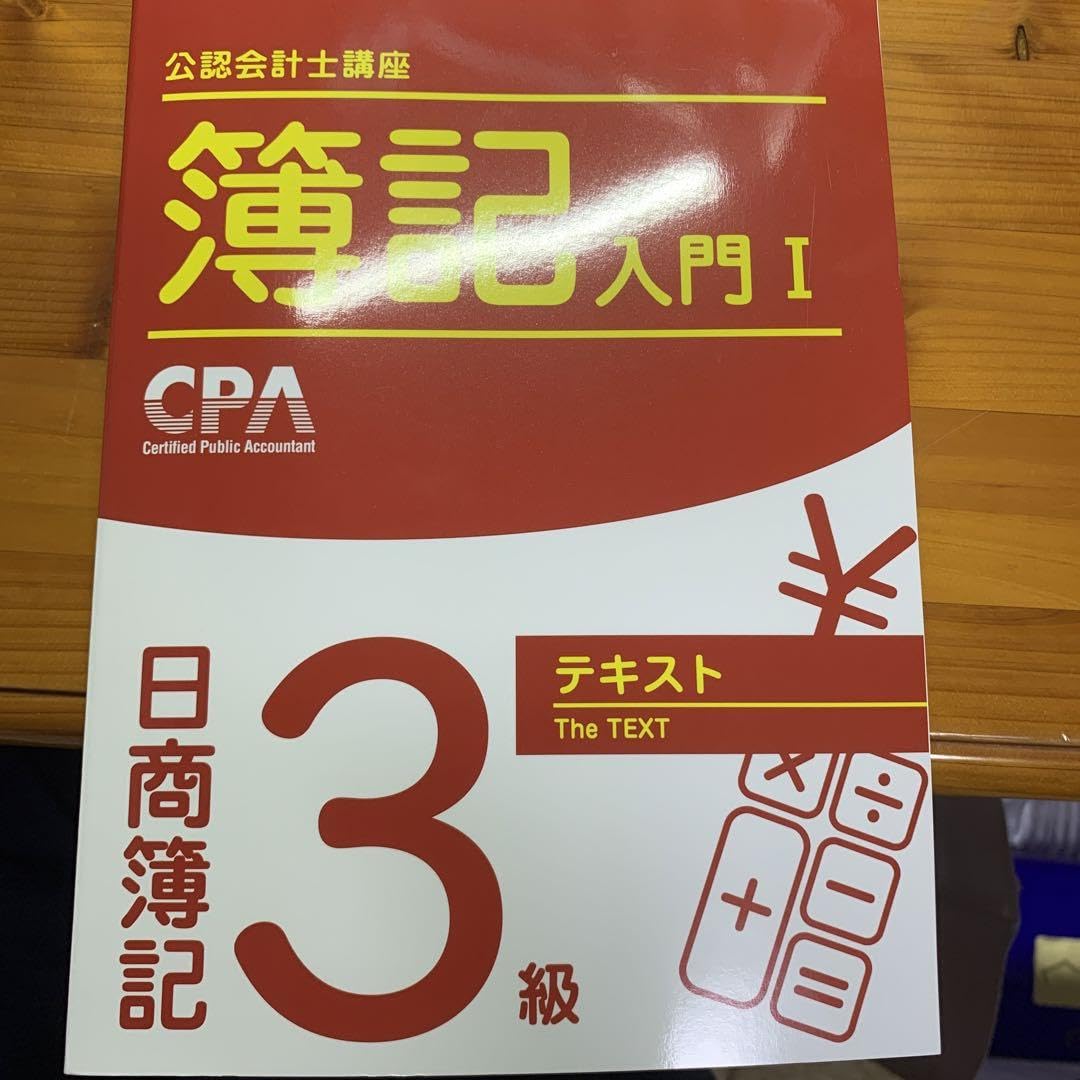 公認会計士講座
簿記入門 I
CPA
Certified Public Accountant
日商簿記
3級
テキスト
The TEXT